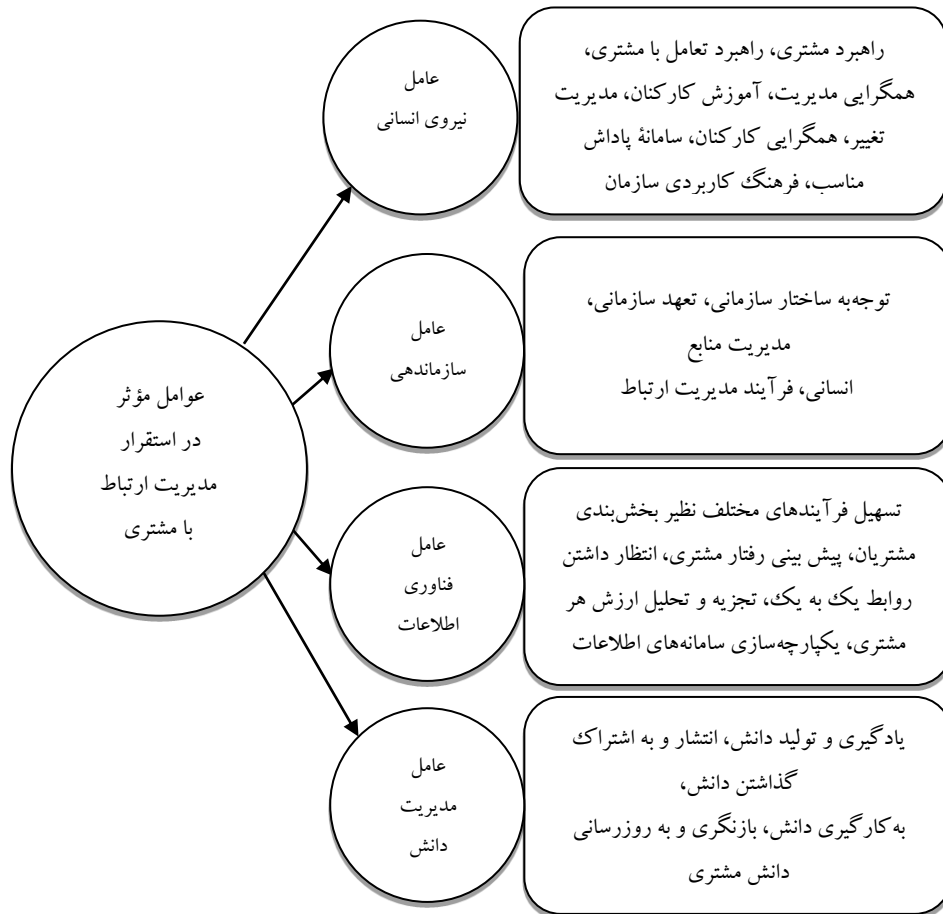 عوامل مؤثر
در استقرار
مدیریت ارتباط
با مشتری
عامل
نیروی انسانی
راهبرد مشتری، راهبرد تعامل با مشتری،
همگرایی مدیریت، آموزش کارکنان، مدیریت
تغییر، همگرایی کارکنان، سامانهٔ پاداش
مناسب، فرهنگ کاربردی سازمان
عامل
سازماندهی
توجه‌به ساختار سازمانی، تعهد سازمانی،
مدیریت منابع
انسانی، فرآیند مدیریت ارتباط
عامل
فناوری
اطلاعات
تسهیل فرآیندهای مختلف نظیر بخش‌بندی
مشتریان، پیش بینی رفتار مشتری، انتظار داشتن
روابط یک به یک، تجزیه و تحلیل ارزش هر
مشتری، یکپارچه‌سازی سامانه‌های اطلاعات
عامل
مدیریت
دانش
یادگیری و تولید دانش، انتشار و به اشتراک
گذاشتن دانش،
به کارگیری دانش، بازنگری و به روزرسانی
دانش مشتری